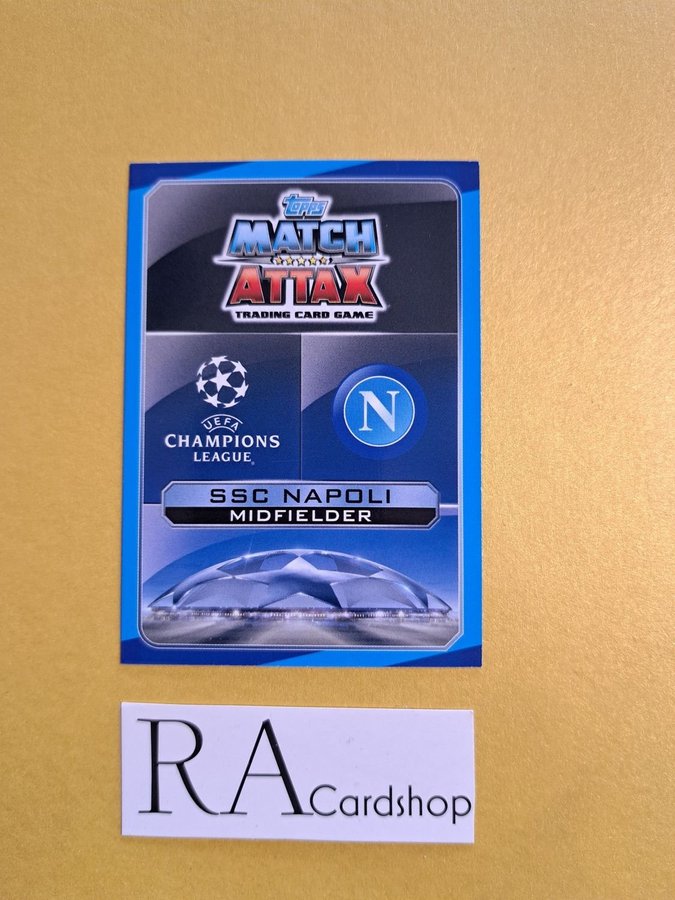 topps
MATCH
ATTAX
TRADING CARD GAME
UEFA
CHAMPIONS
LEAGUE
N
SSC NAPOLI
MIDFIELDER
RA Cardshop